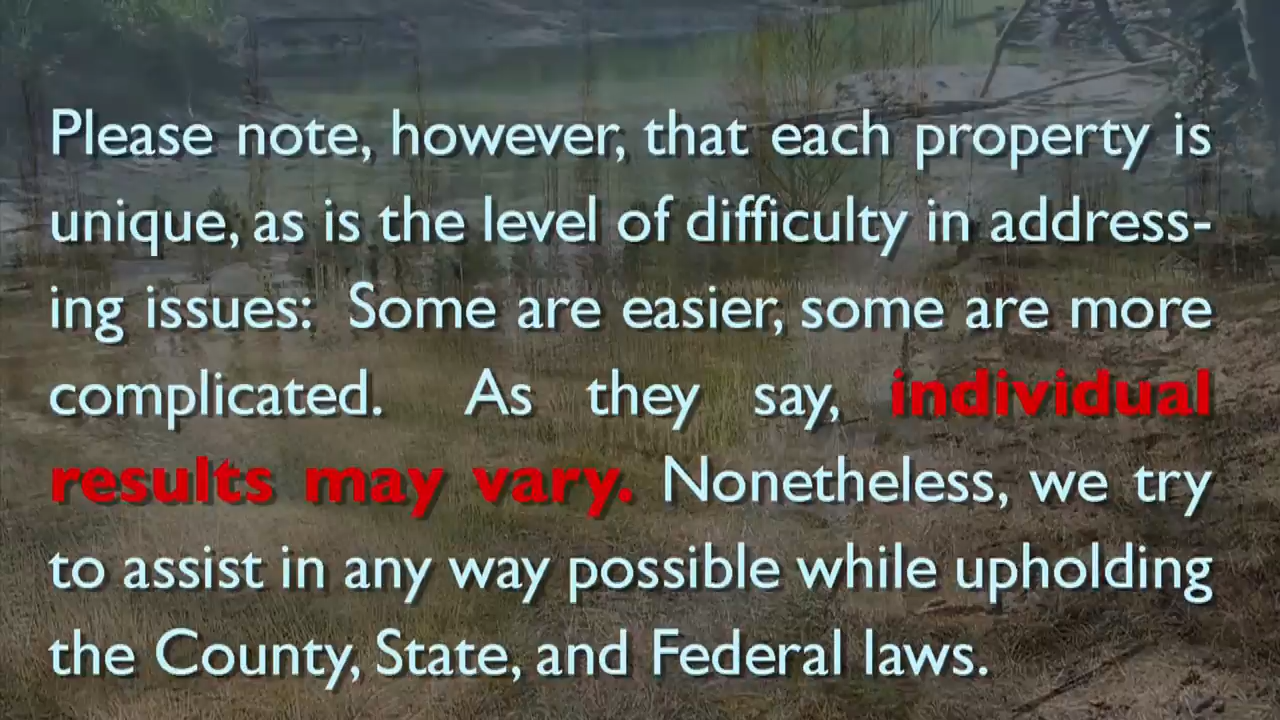 Please note, however, that each property is
unique, as is the level of difficulty in address-
ing issues: Some are easier, some are more
complicated. As they say, individual
results may vary. Nonetheless, we try
to assist in any way possible while upholding
the County, State, and Federal laws.